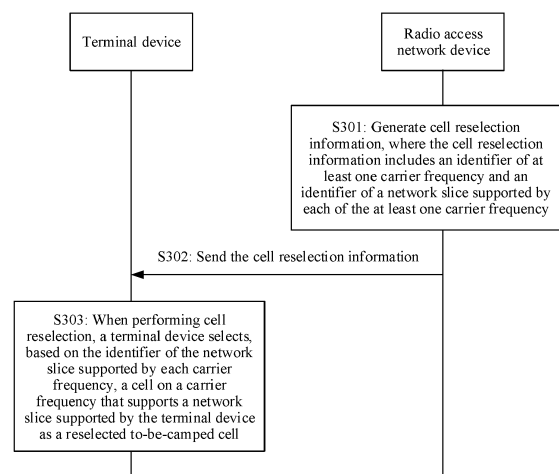 Terminal device
Radio access
network device
S301: Generate cell reselection
information, where the cell reselection
information includes an identifier of at
least one carrier frequency and an
identifier of a network slice supported by
each of the at least one carrier frequency
S302: Send the cell reselection information
S303: When performing cell
reselection, a terminal device selects,
based on the identifier of the network
slice supported by each carrier
frequency, a cell on a carrier
frequency that supports a network
slice supported by the terminal device
as a reselected to-be-camped cell